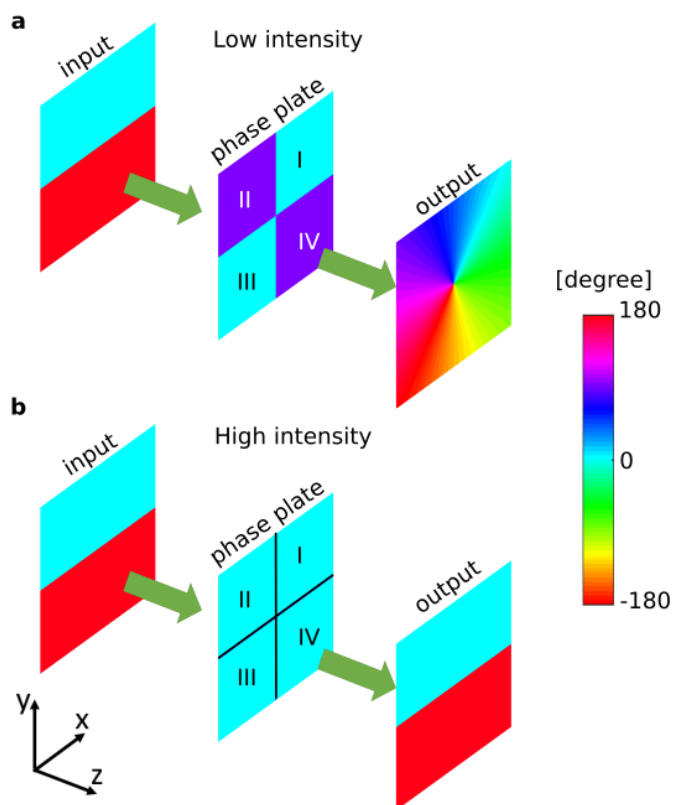 a
Low intensity
input
phase plate
I
II
III
IV
output
[degree]
180
0
-180
b
High intensity
input
phase plate
I
II
III
IV
output
y
x
z